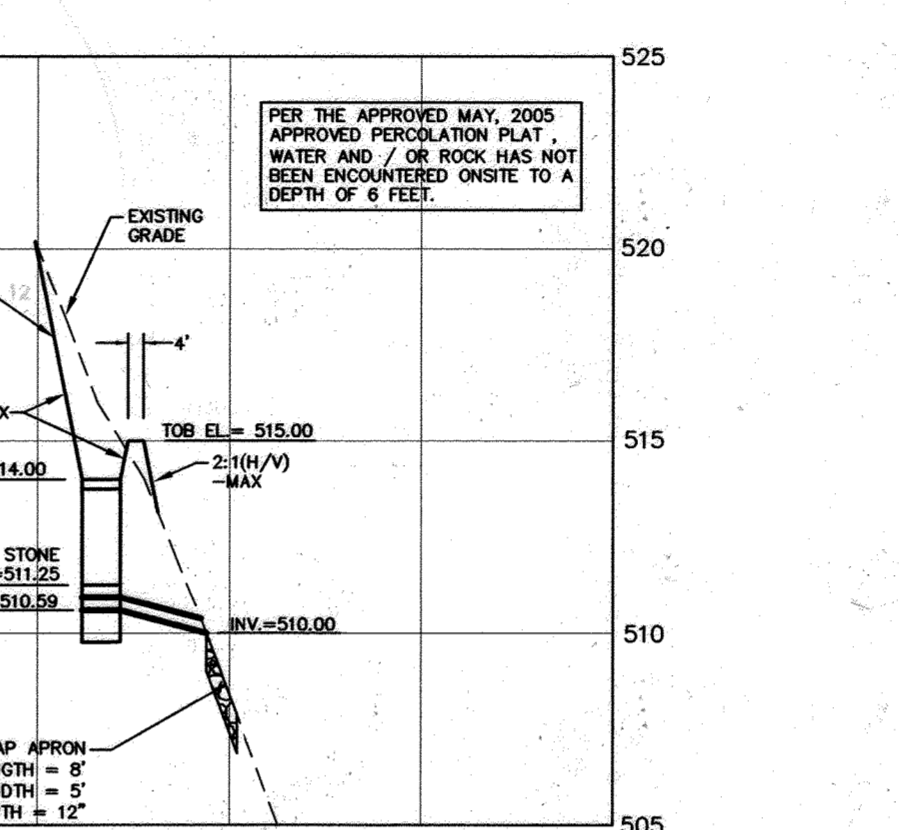 525
PER THE APPROVED MAY, 2005
APPROVED PERCOLATION PLAT ,
WATER AND / OR ROCK HAS NOT
BEEN ENCOUNTERED ONSITE TO A
DEPTH OF 6 FEET.
EXISTING
GRADE
520
12
4'
X
TOB EL.= 515.00
515
2:1(H/V)
-MAX
14.00
STONE
=511.25
510.59
INV.=510.00
510
AP APRON
GTH = 8'
DTH = 5'
TH = 12"
505